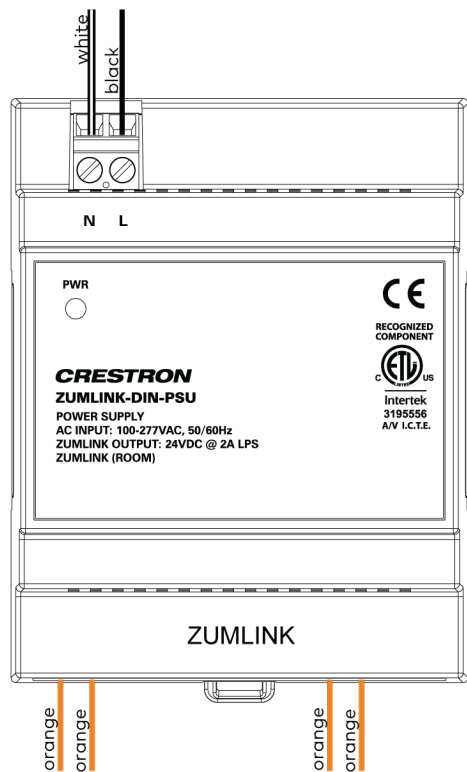 white
black
N L
PWR
CE
RECOGNIZED
COMPONENT
C ETL US
LISTED
Intertek
3195556
A/V I.C.T.E.
CRESTRON
ZUMLINK-DIN-PSU
POWER SUPPLY
AC INPUT: 100-277VAC, 50/60Hz
ZUMLINK OUTPUT: 24VDC @ 2A LPS
ZUMLINK (ROOM)
ZUMLINK
orange
orange
orange
orange